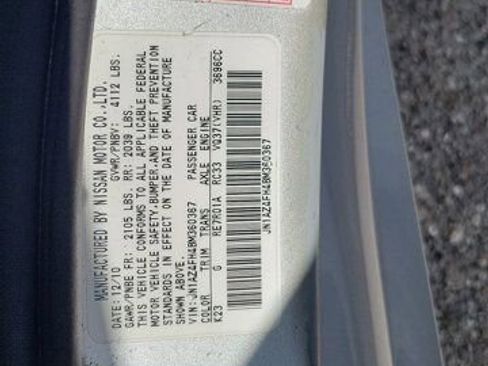 MANUFACTURED BY NISSAN MOTOR CO.,LTD.
DATE: 12/10 GVWR/PNBV: 4112 LBS.
GAWR/PNBE FR: 2105 LBS. RR: 2039 LBS.
THIS VEHICLE CONFORMS TO ALL APPLICABLE FEDERAL
MOTOR VEHICLE SAFETY,BUMPER,AND THEFT PREVENTION
STANDARDS IN EFFECT ON THE DATE OF MANUFACTURE
SHOWN ABOVE.
VIN:JN1AZ4FH4BM360367 PASSENGER CAR
COLOR TRIM TRANS AXLE ENGINE
K23 G RE7R01A RC33 VQ37(VHR) 3696CC
JN1AZ4FH4BM360367